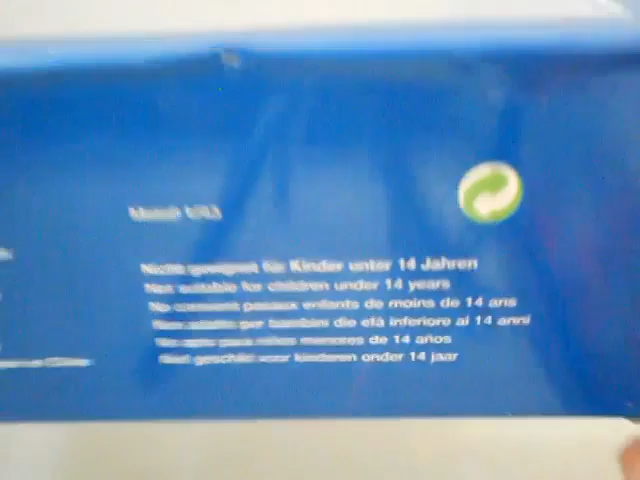 Nicht geeignet für Kinder unter 14 Jahren
Not suitable for children under 14 years
No convient pas aux enfants de moins de 14 ans
Non adatto per bambini die età inferiore ai 14 anni
No apto para niños menores de 14 años
Niet geschikt voor kinderen onder 14 jaar